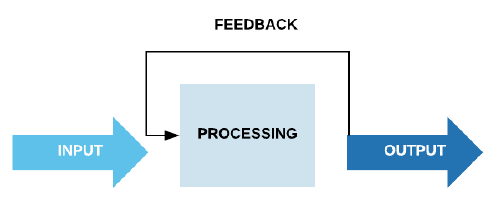 FEEDBACK
PROCESSING
INPUT
OUTPUT